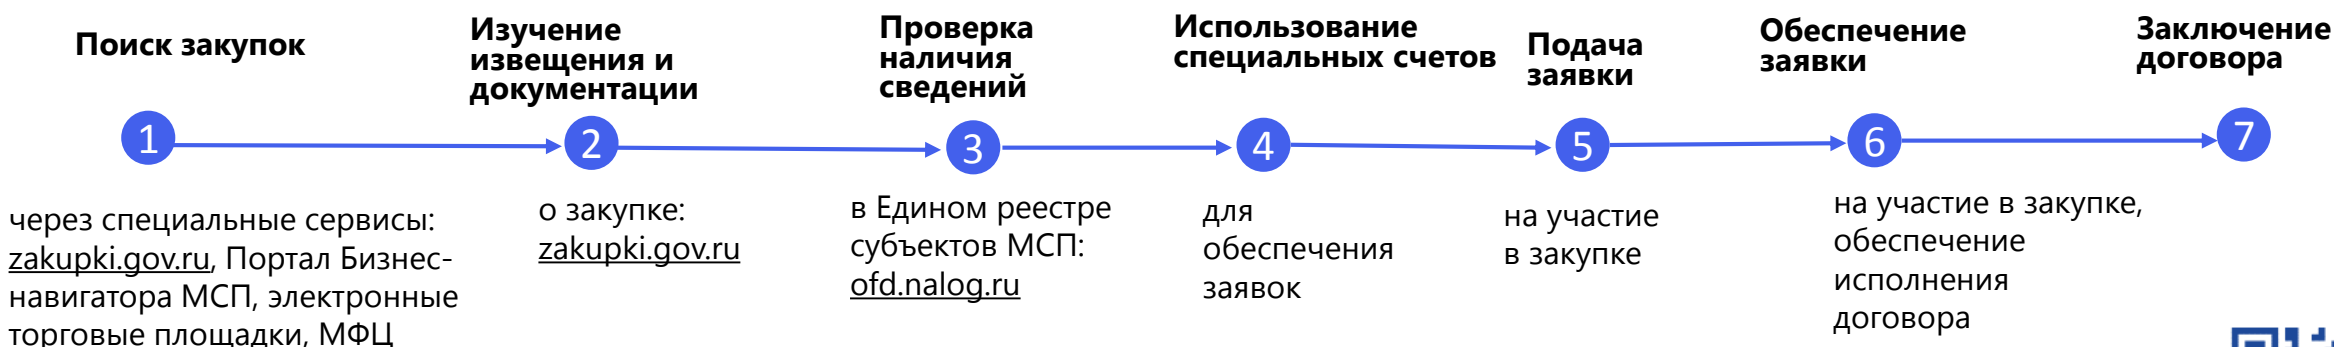 Поиск закупок
1
через специальные сервисы:
zakupki.gov.ru, Портал Бизнес-
навигатора МСП, электронные
торговые площадки, МФЦ
Изучение
извещения и
документации
2
о закупке:
zakupki.gov.ru
Проверка
наличия
сведений
3
в Едином реестре
субъектов МСП:
ofd.nalog.ru
Использование
специальных счетов
4
для
обеспечения
заявок
Подача
заявки
5
на участие
в закупке
Обеспечение
заявки
6
на участие в закупке,
обеспечение
исполнения
договора
Заключение
договора
7